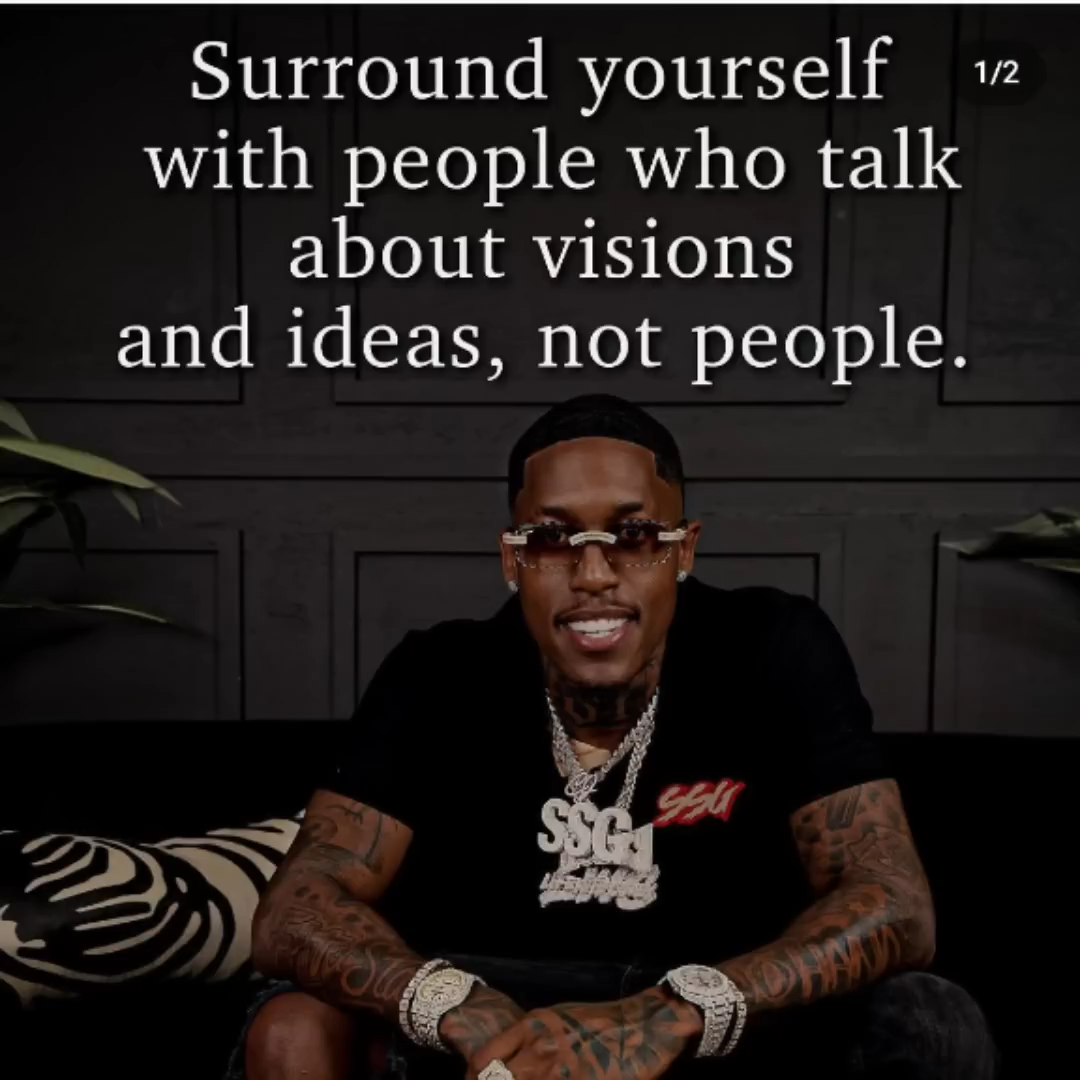 Surround yourself
1/2
with people who talk
about visions
and ideas, not people.
SSG
SSG